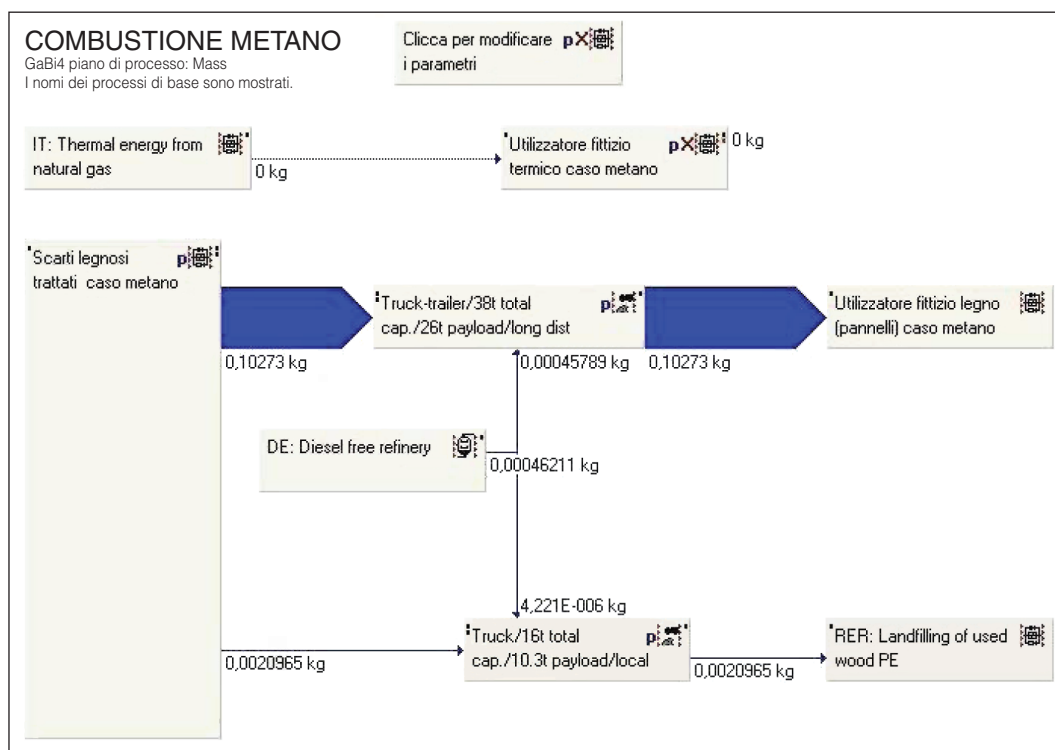 COMBUSTIONE METANO
GaBi4 piano di processo: Mass
I nomi dei processi di base sono mostrati.
Clicca per modificare pX
i parametri
IT: Thermal energy from
natural gas
0 kg
Utilizzatore fittizio pX
termico caso metano
0 kg
Scarti legnosi p
trattati caso metano
0,10273 kg
Truck-trailer/38t total p
cap./26t payload/long dist
0,00045789 kg
0,10273 kg
Utilizzatore fittizio legno
(pannelli) caso metano
DE: Diesel free refinery
0,00046211 kg
4,221E-006 kg
0,0020965 kg
Truck/16t total p
cap./10.3t payload/local
0,0020965 kg
RER: Landfilling of used
wood PE